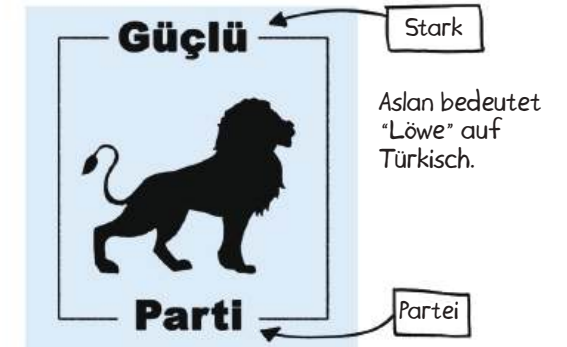 Güçlü
Stark
Aslan bedeutet
"Löwe" auf
Türkisch.
Parti
Partei